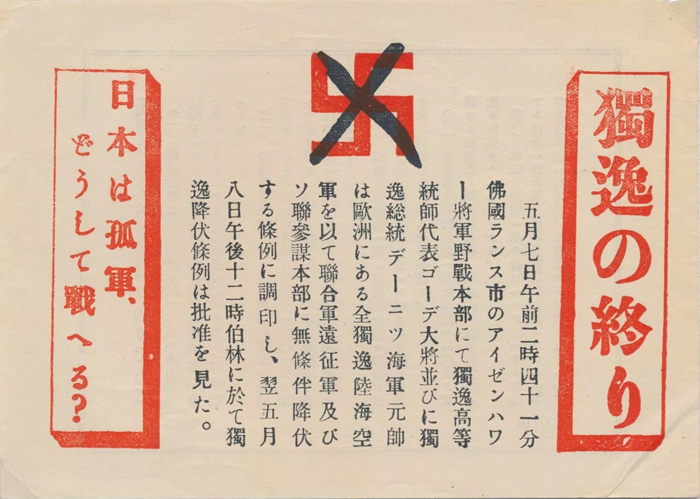 獨逸の終り
五月七日午前二時四十一分
佛國ランス市のアイゼンハワ
ー將軍野戰本部にて獨逸高等
統師代表ゴーデ大將並びに獨
逸総統デーニツ海軍元帥
は歐洲にある全獨逸陸海空
軍を以て聯合軍遠征軍及び
ソ聯參謀本部に無條件降伏
する條例に調印し、翌五月
八日午後十二時伯林に於て獨
逸降伏條例は批准を見た。
日本は孤軍、
どうして戰へる?